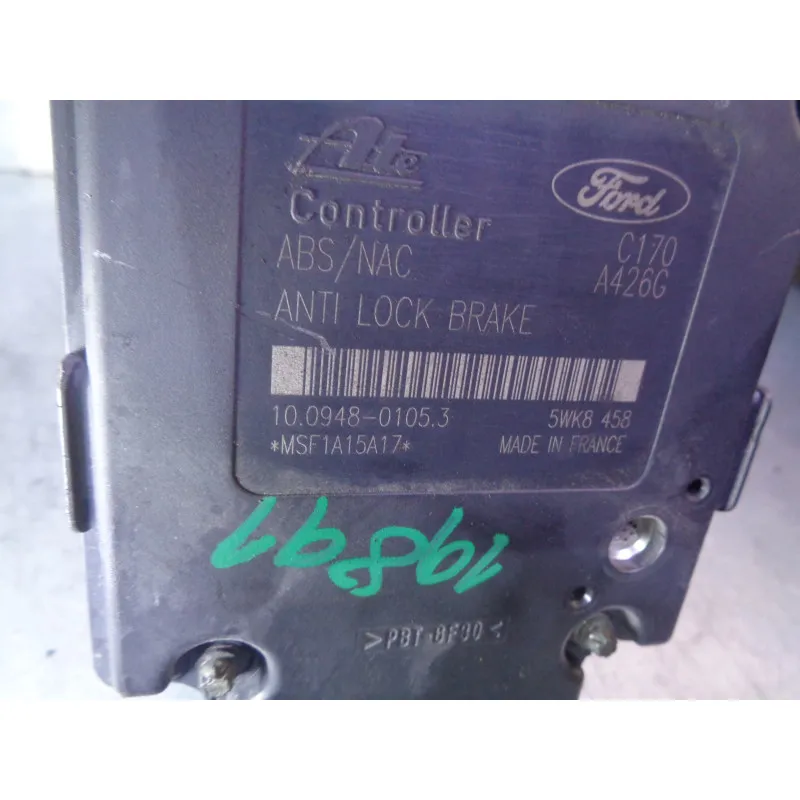 Ate
Ford
Controller
C170
ABS/NAC
A426G
ANTI LOCK BRAKE
10.0948-0105.3 5WK8 458
*MSF1A15A17* MADE IN FRANCE
19897
>PBT-GF30<